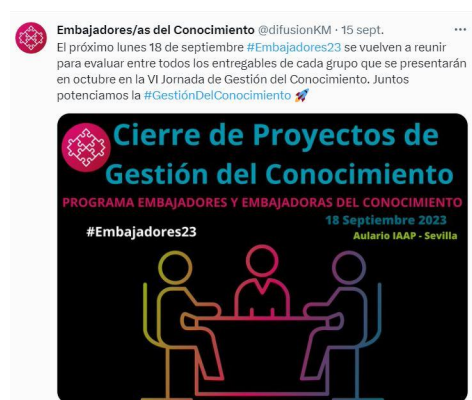 Embajadores/as del Conocimiento @difusionKM · 15 sept.
El próximo lunes 18 de septiembre #Embajadores23 se vuelven a reunir
para evaluar entre todos los entregables de cada grupo que se presentarán
en octubre en la VI Jornada de Gestión del Conocimiento. Juntos
potenciamos la #GestiónDelConocimiento 🚀
Cierre de Proyectos de
Gestión del Conocimiento
PROGRAMA EMBAJADORES Y EMBAJADORAS DEL CONOCIMIENTO
18 Septiembre 2023
#Embajadores23
Aulario IAAP - Sevilla